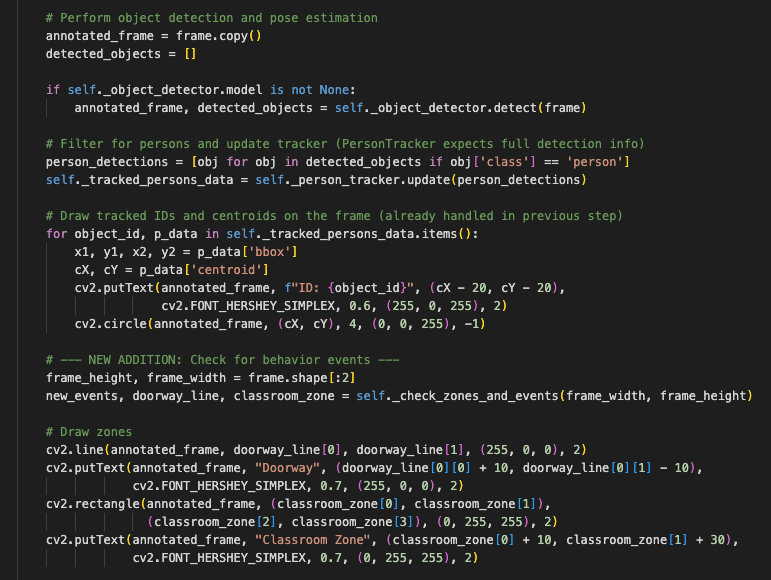 # Perform object detection and pose estimation
annotated_frame = frame.copy()
detected_objects = []
if self._object_detector.model is not None:
annotated_frame, detected_objects = self._object_detector.detect(frame)
# Filter for persons and update tracker (PersonTracker expects full detection info)
person_detections = [obj for obj in detected_objects if obj['class'] == 'person']
self._tracked_persons_data = self._person_tracker.update(person_detections)
# Draw tracked IDs and centroids on the frame (already handled in previous step)
for object_id, p_data in self._tracked_persons_data.items():
x1, y1, x2, y2 = p_data['bbox']
cX, cY = p_data['centroid']
cv2.putText(annotated_frame, f"ID: {object_id}", (cX - 20, cY - 20),
cv2.FONT_HERSHEY_SIMPLEX, 0.6, (255, 0, 255), 2)
cv2.circle(annotated_frame, (cX, cY), 4, (0, 0, 255), -1)
# --- NEW ADDITION: Check for behavior events ---
frame_height, frame_width = frame.shape[:2]
new_events, doorway_line, classroom_zone = self._check_zones_and_events(frame_width, frame_height)
# Draw zones
cv2.line(annotated_frame, doorway_line[0], doorway_line[1], (255, 0, 0), 2)
cv2.putText(annotated_frame, "Doorway", (doorway_line[0][0] + 10, doorway_line[0][1] - 10),
cv2.FONT_HERSHEY_SIMPLEX, 0.7, (255, 0, 0), 2)
cv2.rectangle(annotated_frame, (classroom_zone[0], classroom_zone[1]),
(classroom_zone[2], classroom_zone[3]), (0, 255, 255), 2)
cv2.putText(annotated_frame, "Classroom Zone", (classroom_zone[0] + 10, classroom_zone[1] + 30),
cv2.FONT_HERSHEY_SIMPLEX, 0.7, (0, 255, 255), 2)